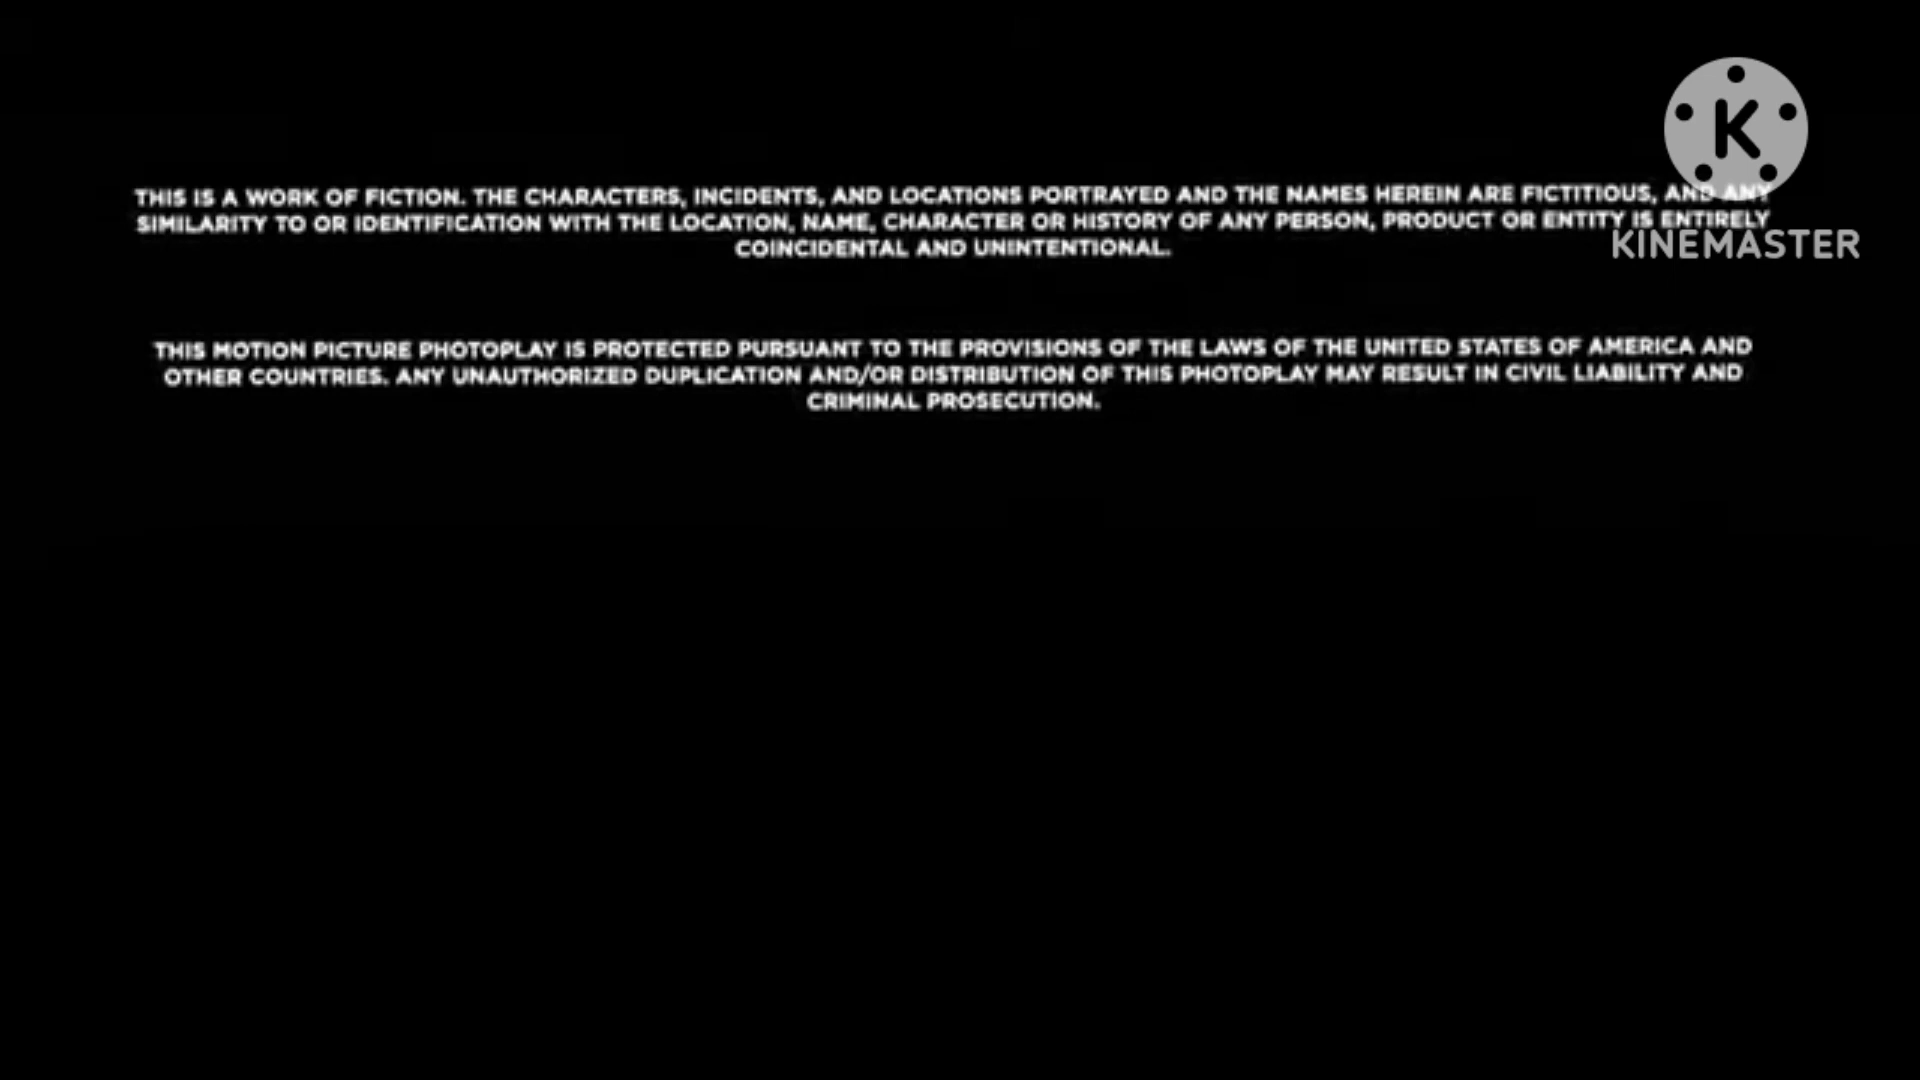 THIS IS A WORK OF FICTION. THE CHARACTERS, INCIDENTS, AND LOCATIONS PORTRAYED AND THE NAMES HEREIN ARE FICTITIOUS, AND ANY
SIMILARITY TO OR IDENTIFICATION WITH THE LOCATION, NAME, CHARACTER OR HISTORY OF ANY PERSON, PRODUCT OR ENTITY IS ENTIRELY
COINCIDENTAL AND UNINTENTIONAL.
THIS MOTION PICTURE PHOTOPLAY IS PROTECTED PURSUANT TO THE PROVISIONS OF THE LAWS OF THE UNITED STATES OF AMERICA AND
OTHER COUNTRIES. ANY UNAUTHORIZED DUPLICATION AND/OR DISTRIBUTION OF THIS PHOTOPLAY MAY RESULT IN CIVIL LIABILITY AND
CRIMINAL PROSECUTION.
K
KINEMASTER